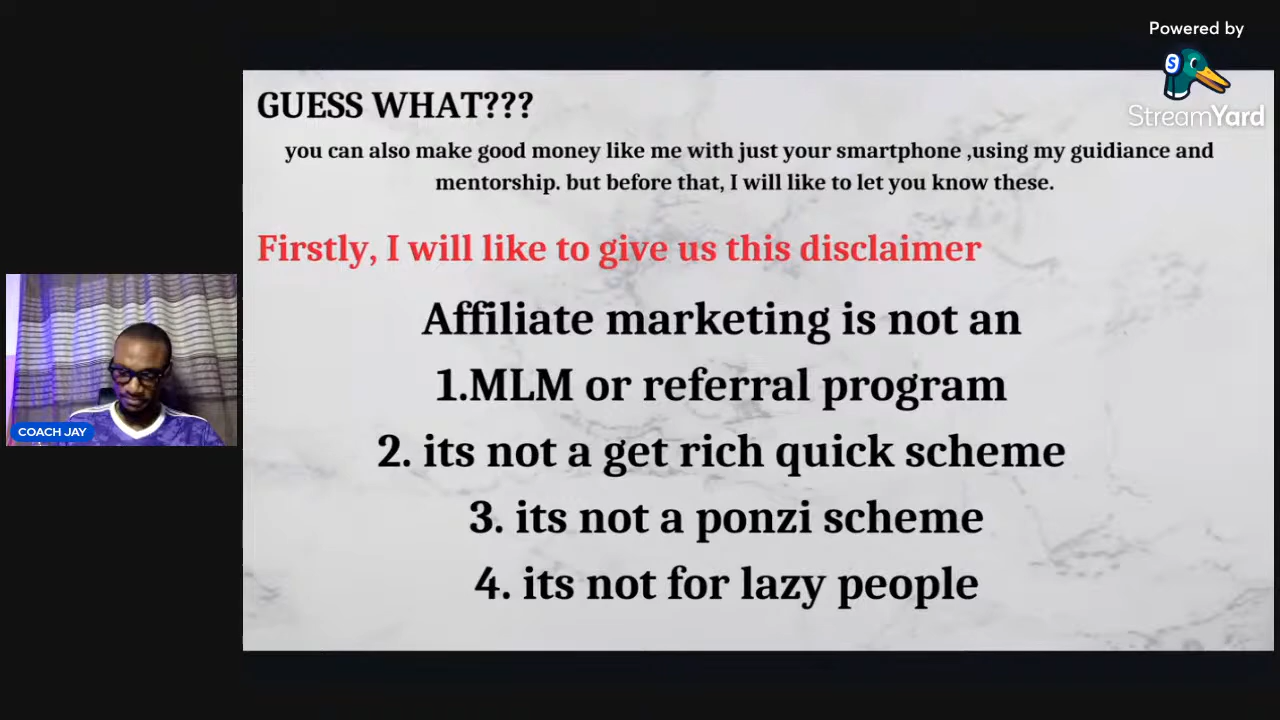 Powered by
StreamYard
GUESS WHAT???
you can also make good money like me with just your smartphone ,using my guidiance and
mentorship. but before that, I will like to let you know these.
Firstly, I will like to give us this disclaimer
Affiliate marketing is not an
1.MLM or referral program
2. its not a get rich quick scheme
3. its not a ponzi scheme
4. its not for lazy people
COACH JAY